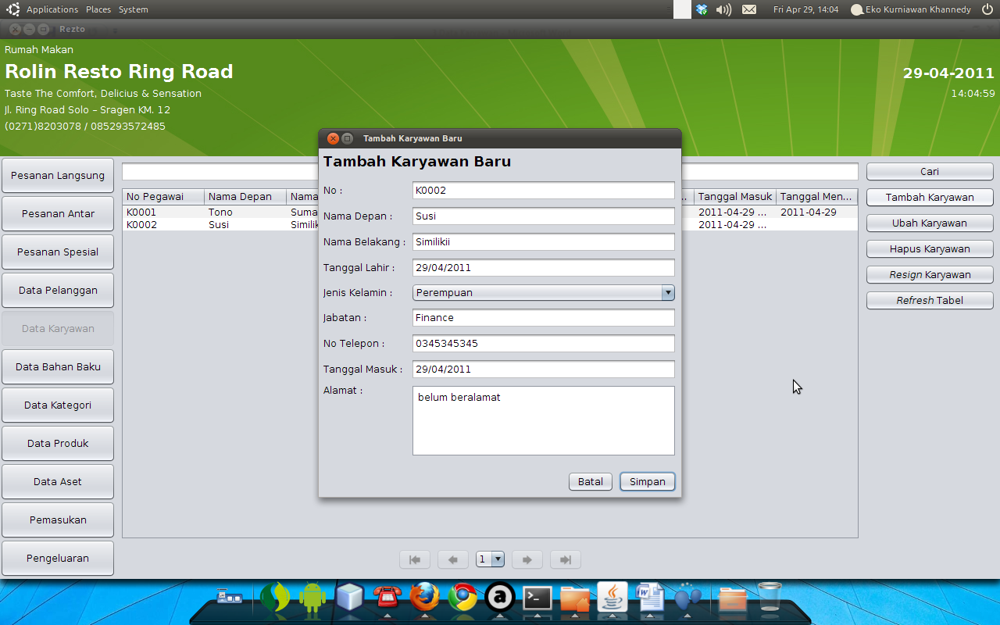 Applications Places System
Fri Apr 29, 14:04 Eko Kurniawan Khannedy
Rezto
Rumah Makan
Rolin Resto Ring Road
Taste The Comfort, Delicius & Sensation
Jl. Ring Road Solo – Sragen KM. 12
(0271)8203078 / 085293572485
29-04-2011
14:04:59
Pesanan Langsung
Pesanan Antar
Pesanan Spesial
Data Pelanggan
Data Karyawan
Data Bahan Baku
Data Kategori
Data Produk
Data Aset
Pemasukan
Pengeluaran
No Pegawai Nama Depan Nama
K0001 Tono Suma
K0002 Susi Similik
Tambah Karyawan Baru
Tambah Karyawan Baru
No : K0002
Nama Depan : Susi
Nama Belakang : Similikii
Tanggal Lahir : 29/04/2011
Jenis Kelamin : Perempuan
Jabatan : Finance
No Telepon : 0345345345
Tanggal Masuk : 29/04/2011
Alamat : belum beralamat
Batal Simpan
.. Tanggal Masuk Tanggal Men...
2011-04-29 ... 2011-04-29
2011-04-29 ...
Cari
Tambah Karyawan
Ubah Karyawan
Hapus Karyawan
Resign Karyawan
Refresh Tabel
1
a
W